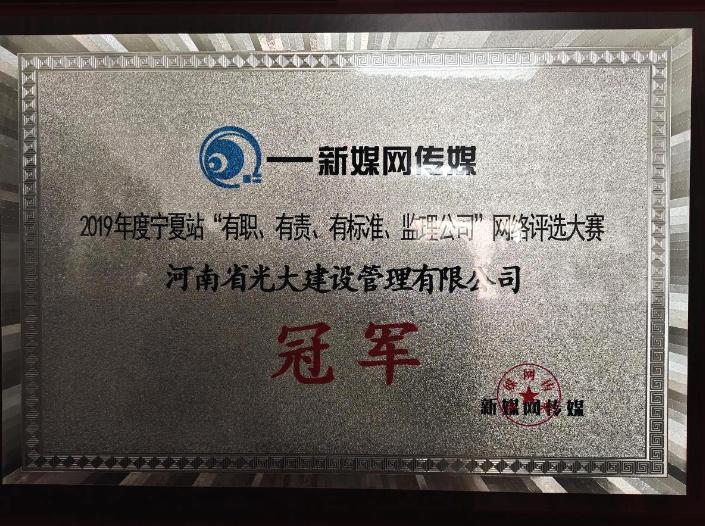 一新媒网传媒
2019年度宁夏站“有职、有责、有标准、监理公司”网络评选大赛
河南省光大建设管理有限公司
冠军
新媒网传媒